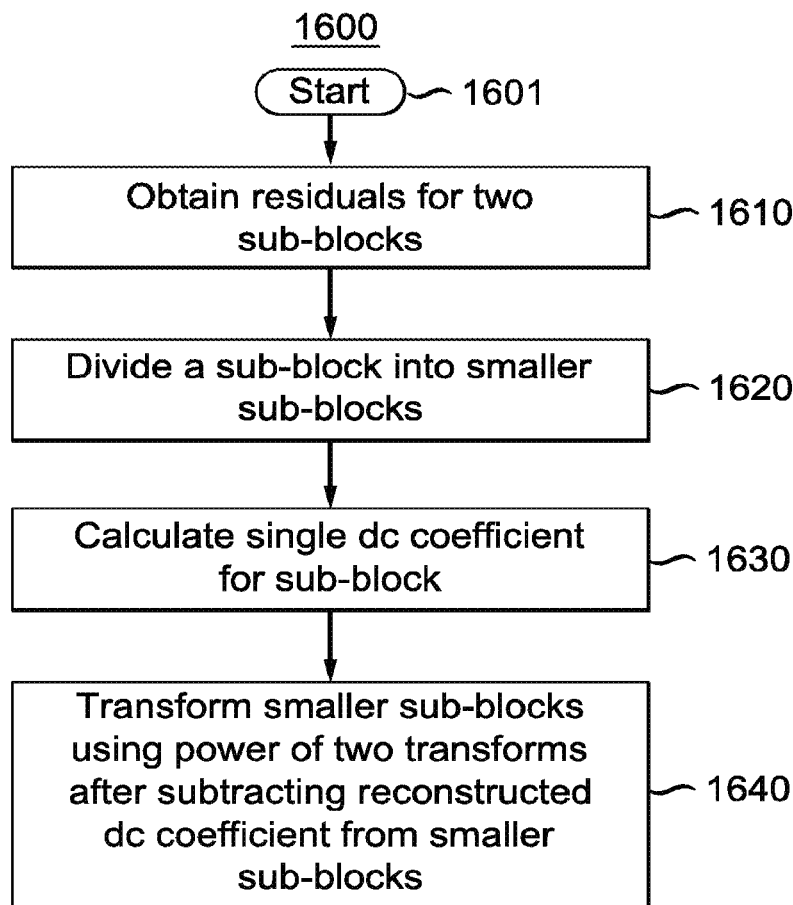 1600
Start 1601
Obtain residuals for two
sub-blocks
1610
Divide a sub-block into smaller
sub-blocks
1620
Calculate single dc coefficient
for sub-block
1630
Transform smaller sub-blocks
using power of two transforms
after subtracting reconstructed
dc coefficient from smaller
sub-blocks
1640